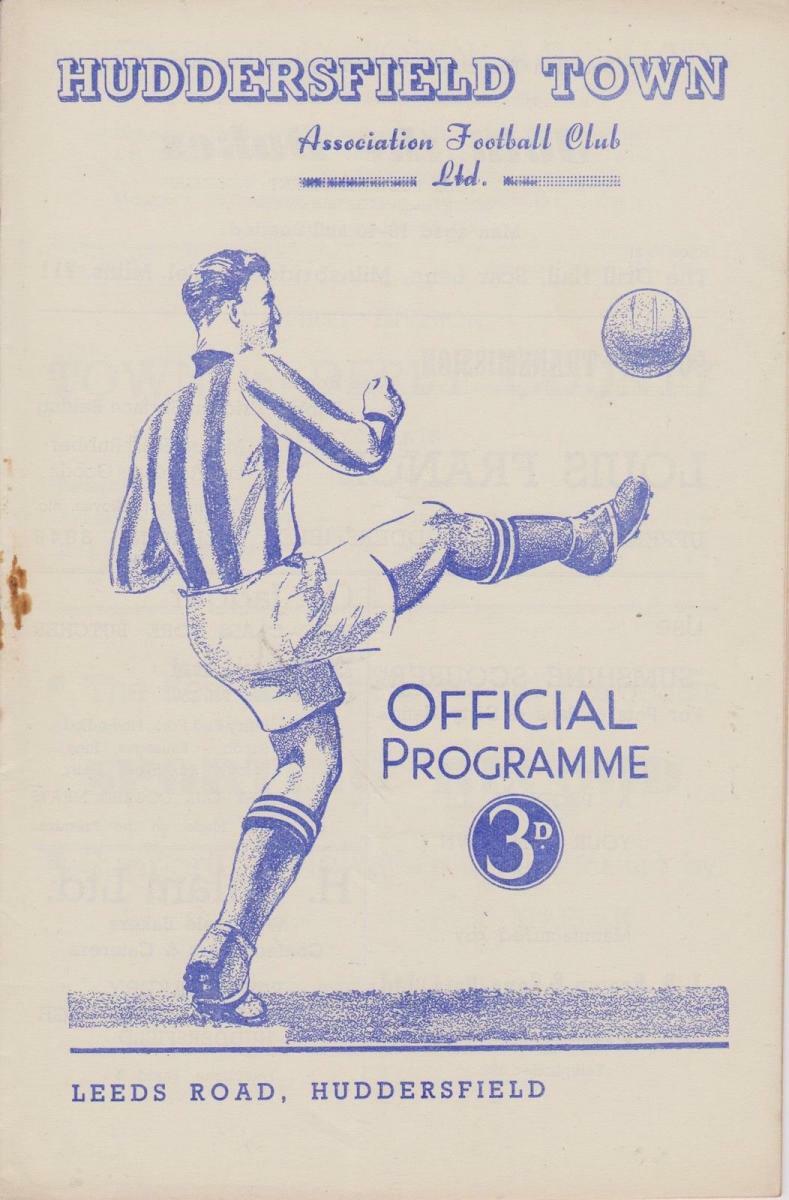 HUDDERSFIELD TOWN
Association Football Club
Ltd.
OFFICIAL
PROGRAMME
3D.
LEEDS ROAD, HUDDERSFIELD